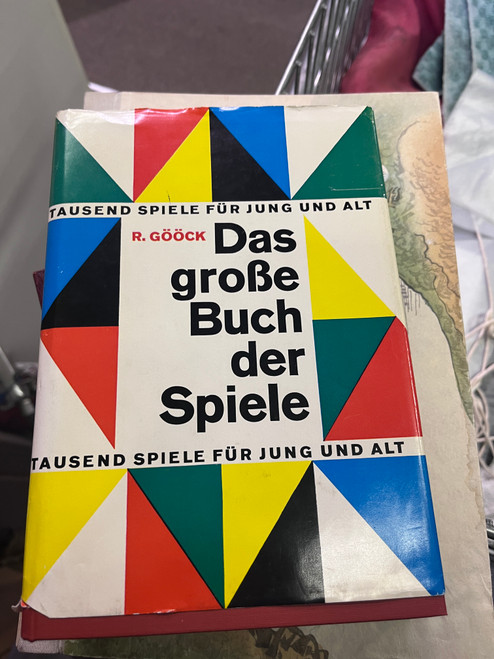 TAUSEND SPIELE FÜR JUNG UND ALT
R. GÖÖCK Das
große
Buch
der
Spiele
TAUSEND SPIELE FÜR JUNG UND ALT